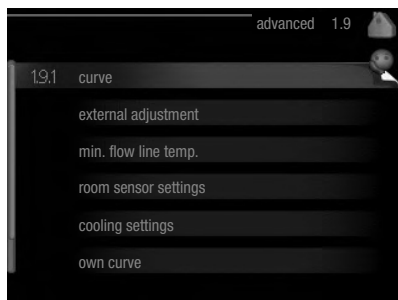 advanced 1.9
1.9.1 curve
external adjustment
min. flow line temp.
room sensor settings
cooling settings
own curve